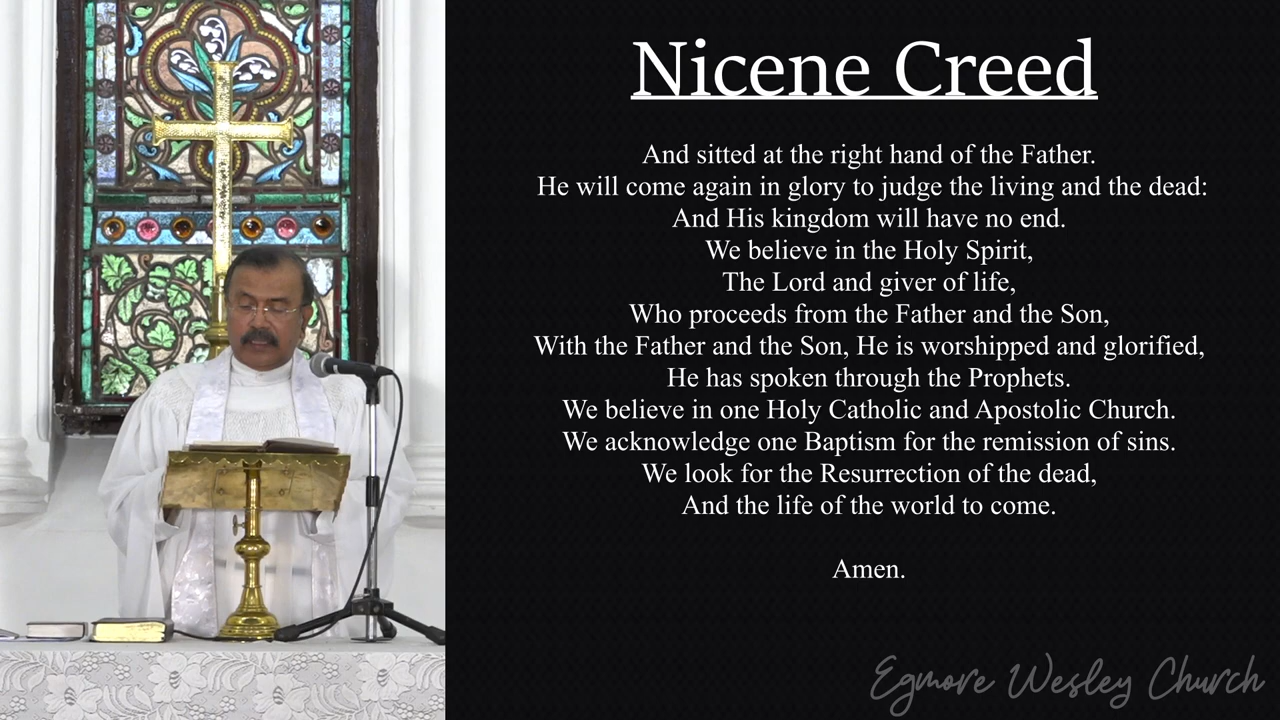 Nicene Creed
And sitted at the right hand of the Father.
He will come again in glory to judge the living and the dead:
And His kingdom will have no end.
We believe in the Holy Spirit,
The Lord and giver of life,
Who proceeds from the Father and the Son,
With the Father and the Son, He is worshipped and glorified,
He has spoken through the Prophets.
We believe in one Holy Catholic and Apostolic Church.
We acknowledge one Baptism for the remission of sins.
We look for the Resurrection of the dead,
And the life of the world to come.
Amen.
Egmore Wesley Church